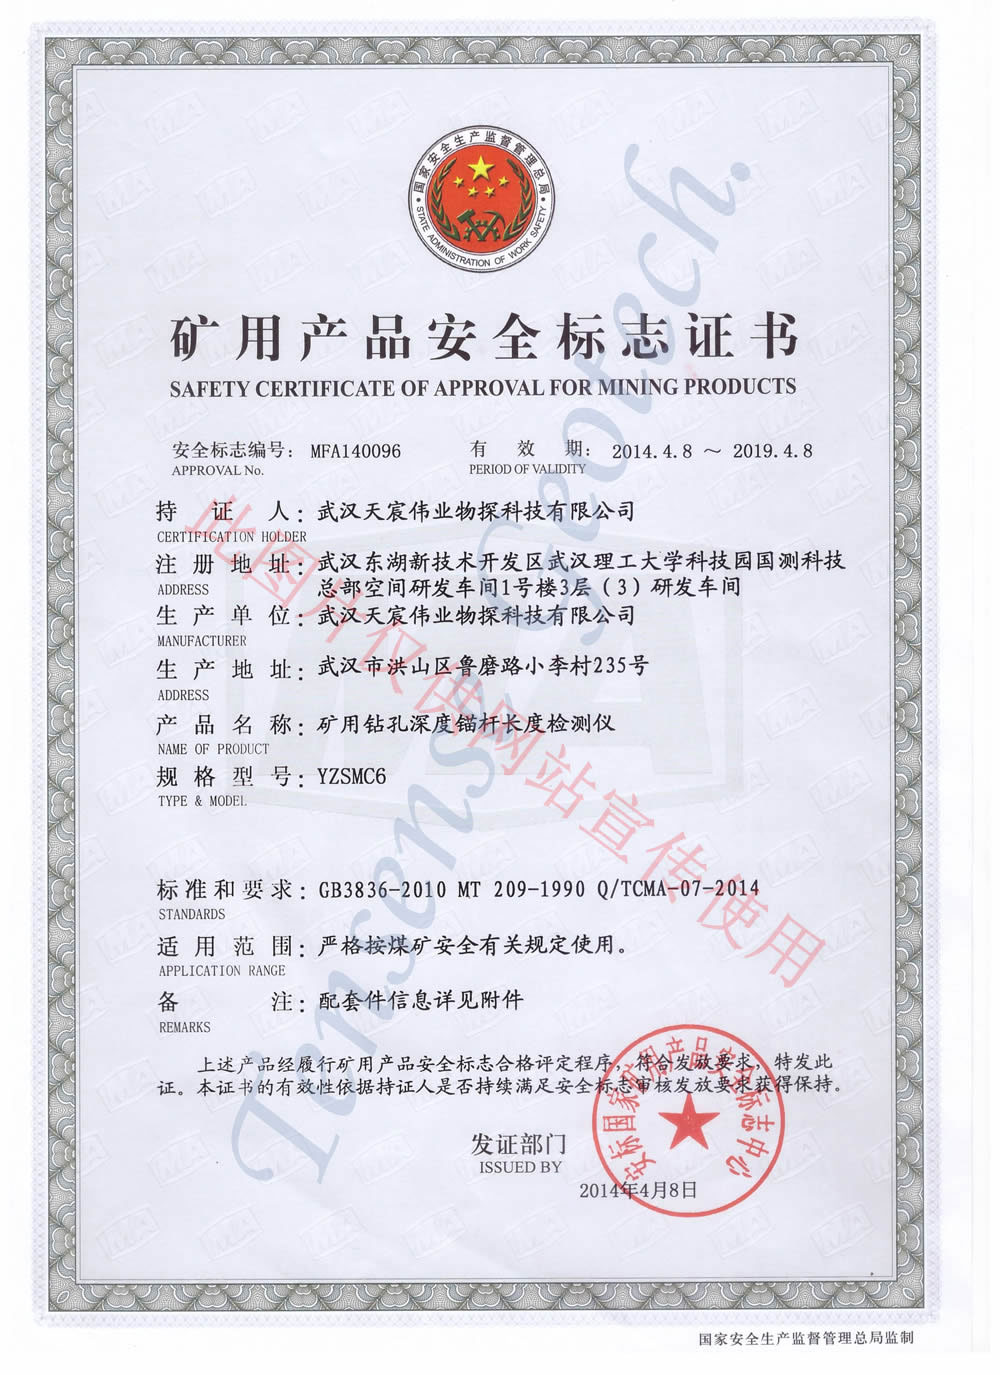 国家安全生产监督管理总局
STATE ADMINISTRATION OF WORK SAFETY
矿用产品安全标志证书
SAFETY CERTIFICATE OF APPROVAL FOR MINING PRODUCTS
安全标志编号: MFA140096 有效期: 2014.4.8 ～ 2019.4.8
APPROVAL No. PERIOD OF VALIDITY
持证人: 武汉天宸伟业物探科技有限公司
CERTIFICATION HOLDER
注册地址: 武汉东湖新技术开发区武汉理工大学科技园国测科技
ADDRESS 总部空间研发车间1号楼3层（3）研发车间
生产单位: 武汉天宸伟业物探科技有限公司
MANUFACTURER
生产地址: 武汉市洪山区鲁磨路小李村235号
ADDRESS
产品名称: 矿用钻孔深度锚杆长度检测仪
NAME OF PRODUCT
规格型号: YZSMC6
TYPE & MODEL
标准和要求: GB3836-2010 MT 209-1990 Q/TCMA-07-2014
STANDARDS
适用范围: 严格按煤矿安全有关规定使用。
APPLICATION RANGE
备注: 配套件信息详见附件
REMARKS
上述产品经履行矿用产品安全标志合格评定程序，符合发放要求，特发此
证。本证书的有效性依据持证人是否持续满足安全标志审核发放要求获得保持。
发证部门
ISSUED BY
2014年4月8日
安标国家矿用产品安全标志中心
国家安全生产监督管理总局监制
此图片仅供网站宣传使用
Tensense Geotech.